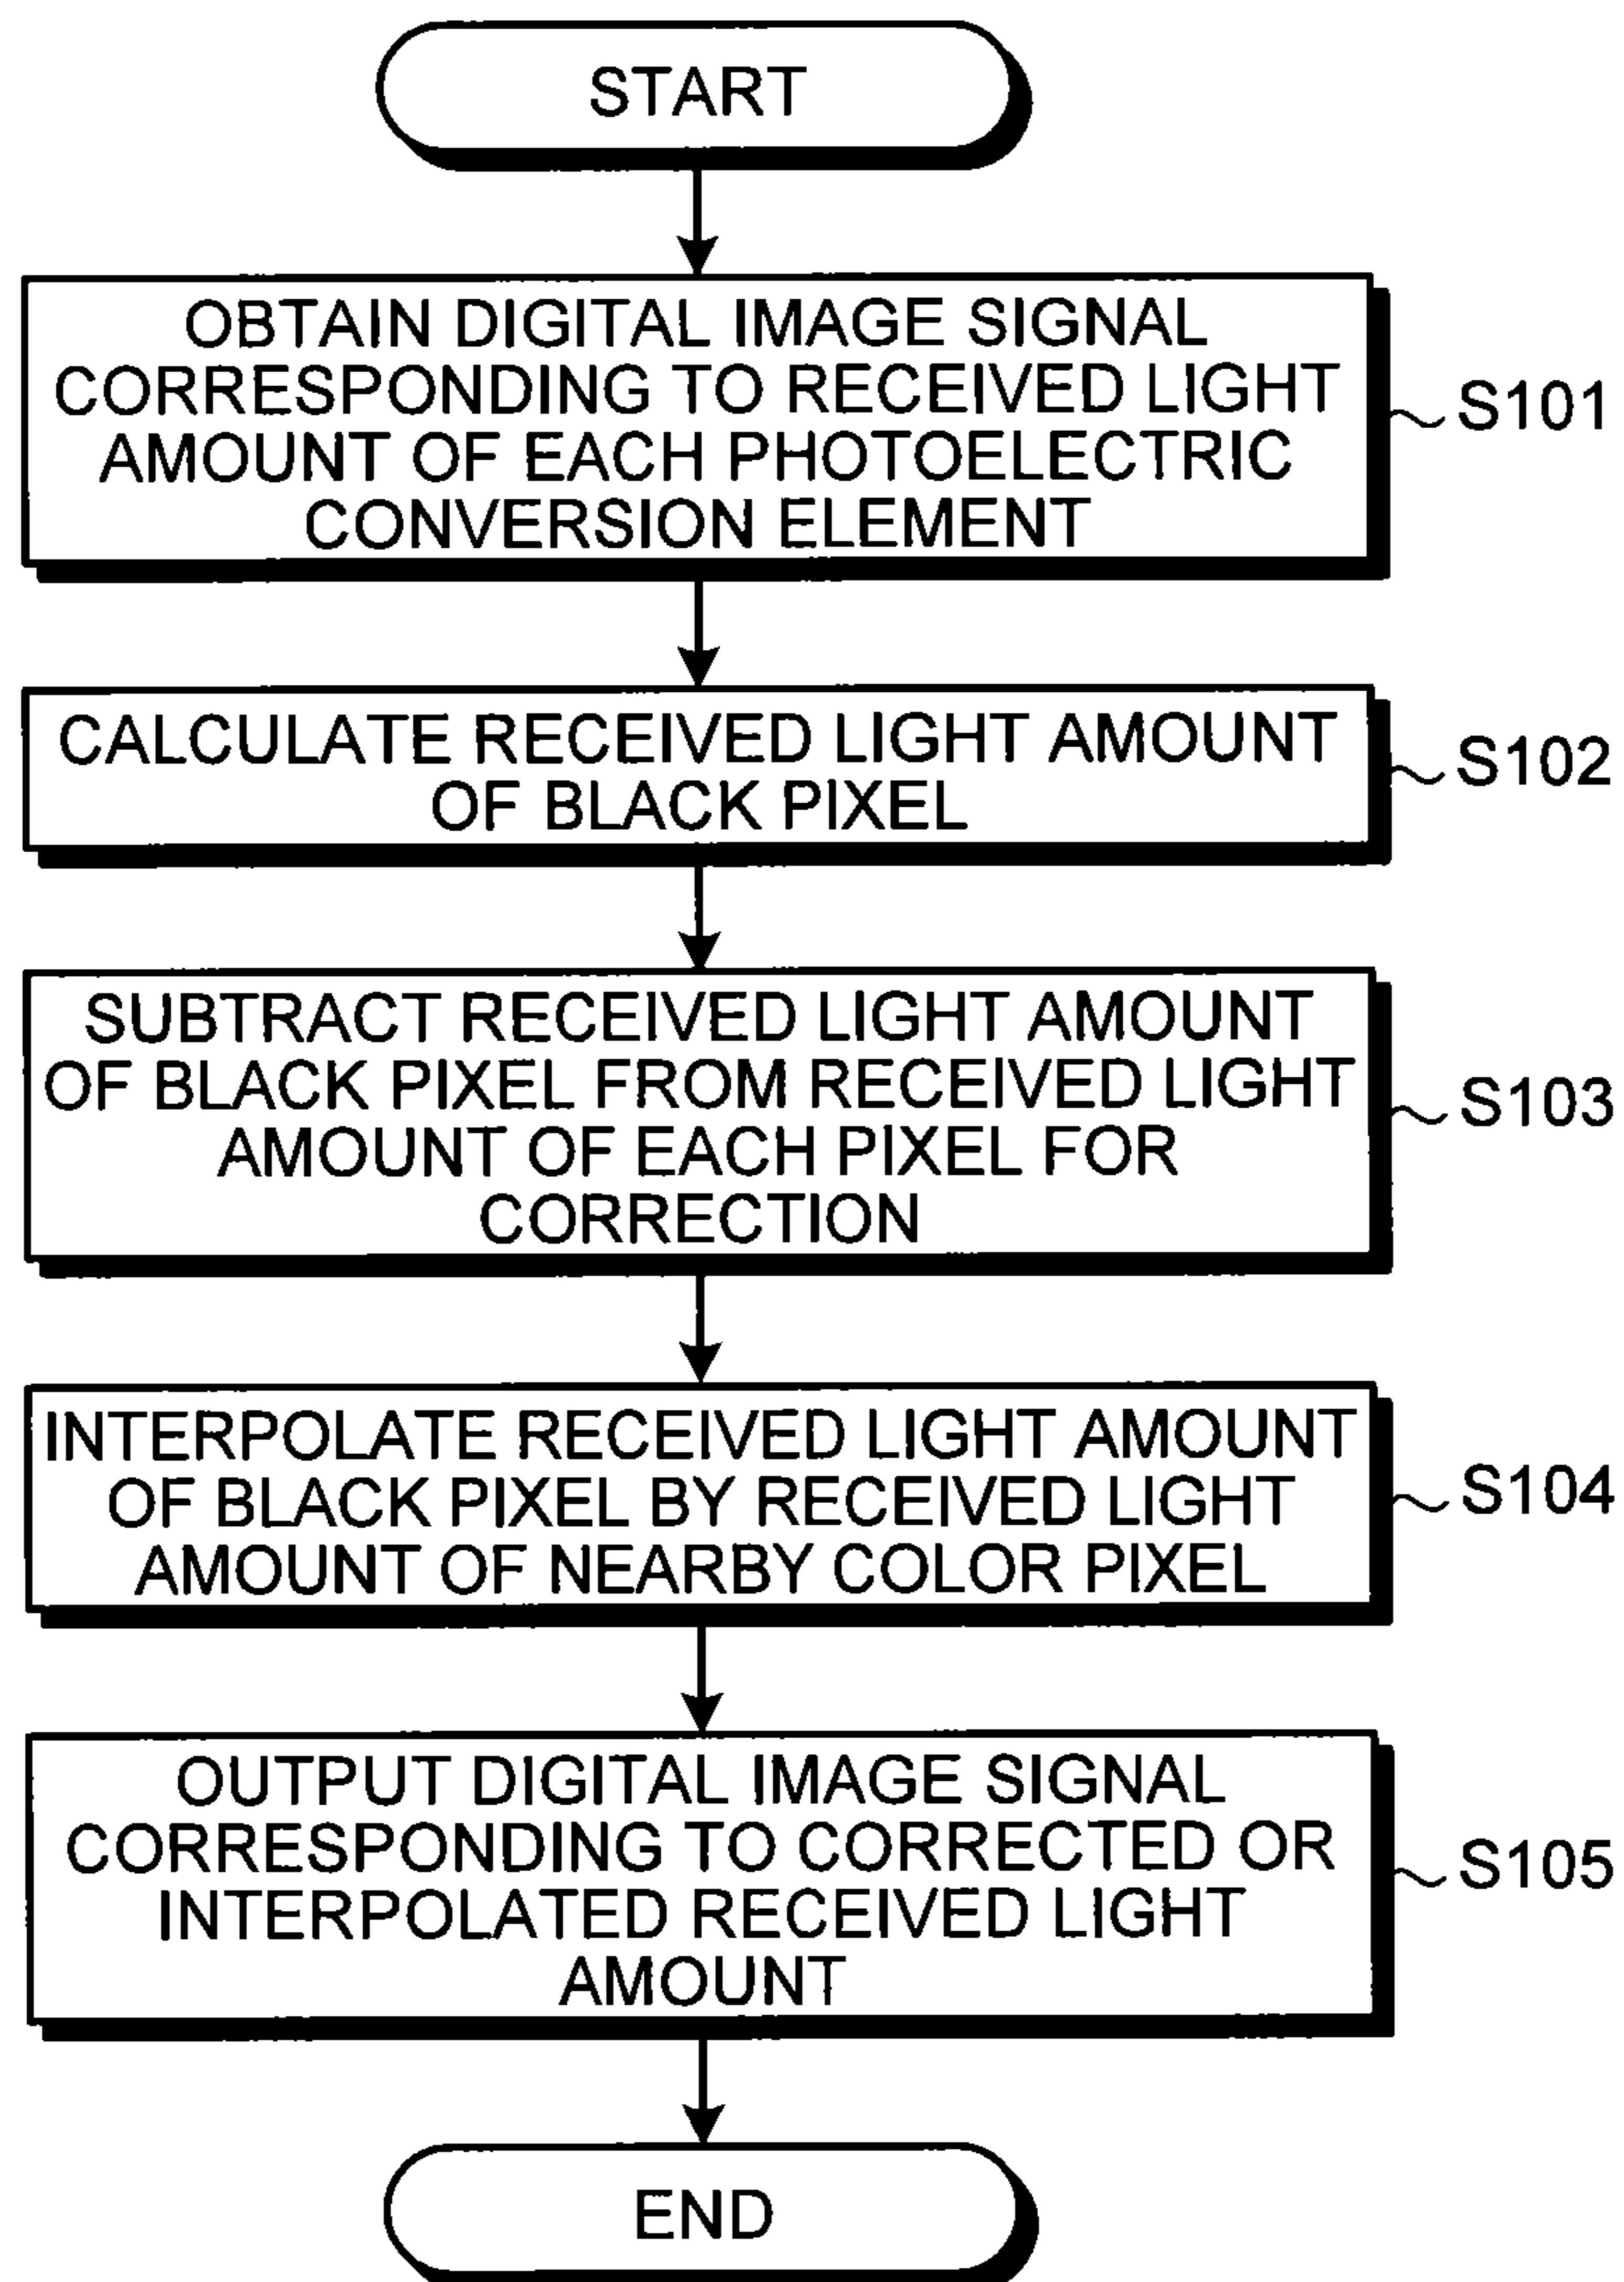 START
OBTAIN DIGITAL IMAGE SIGNAL
CORRESPONDING TO RECEIVED LIGHT
AMOUNT OF EACH PHOTOELECTRIC
CONVERSION ELEMENT
S101
CALCULATE RECEIVED LIGHT AMOUNT
OF BLACK PIXEL
S102
SUBTRACT RECEIVED LIGHT AMOUNT
OF BLACK PIXEL FROM RECEIVED LIGHT
AMOUNT OF EACH PIXEL FOR
CORRECTION
S103
INTERPOLATE RECEIVED LIGHT AMOUNT
OF BLACK PIXEL BY RECEIVED LIGHT
AMOUNT OF NEARBY COLOR PIXEL
S104
OUTPUT DIGITAL IMAGE SIGNAL
CORRESPONDING TO CORRECTED OR
INTERPOLATED RECEIVED LIGHT
AMOUNT
S105
END